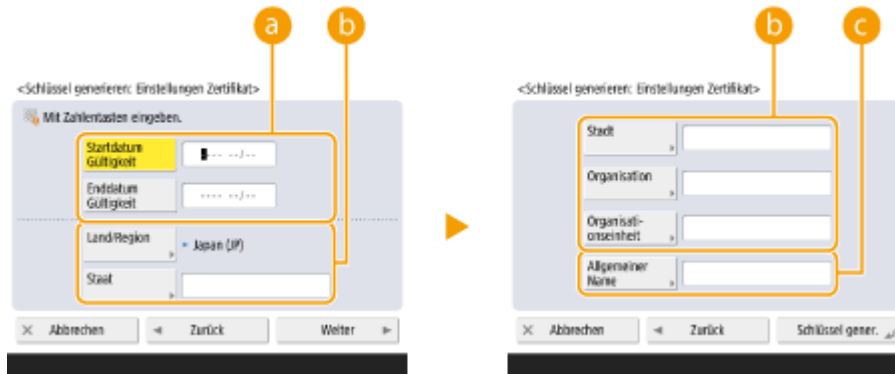 a b
<Schlüssel generieren: Einstellungen Zertifikat>
Mit Zahlentasten eingeben.
Startdatum
Gültigkeit
--- --/--
Enddatum
Gültigkeit
---- --/--
Land/Region
Japan (JP)
Staat
Abbrechen
Zurück
Weiter
b c
<Schlüssel generieren: Einstellungen Zertifikat>
Stadt
Organisation
Organisati-
onseinheit
Allgemeiner
Name
Abbrechen
Zurück
Schlüssel gener.